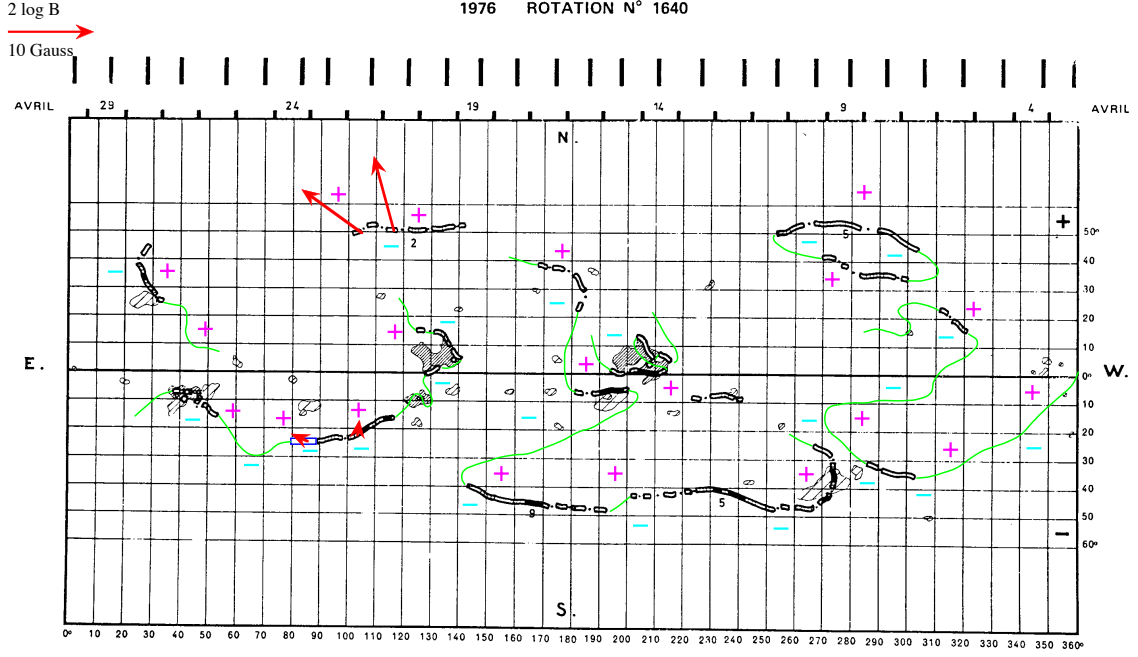 2 log B
1976 ROTATION N° 1640
10 Gauss
AVRIL 29 24 19 14 9 4 AVRIL
N.
+
2
5
50°
40
30
20
10
E.
0°
W.
10
20
30
40
9
5
50
60°
S.
0° 10 20 30 40 50 60 70 80 90 100 110 120 130 140 150 160 170 180 190 200 210 220 230 240 250 260 270 280 290 300 310 320 330 340 350 360°